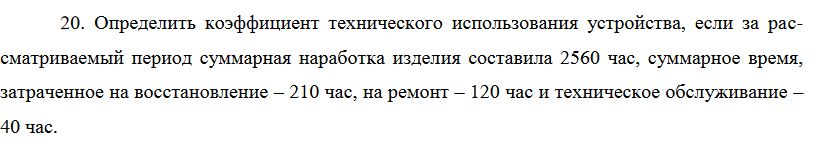 20. Определить коэффициент технического использования устройства, если за рас-
сматриваемый период суммарная наработка изделия составила 2560 час, суммарное время,
затраченное на восстановление – 210 час, на ремонт – 120 час и техническое обслуживание –
40 час.